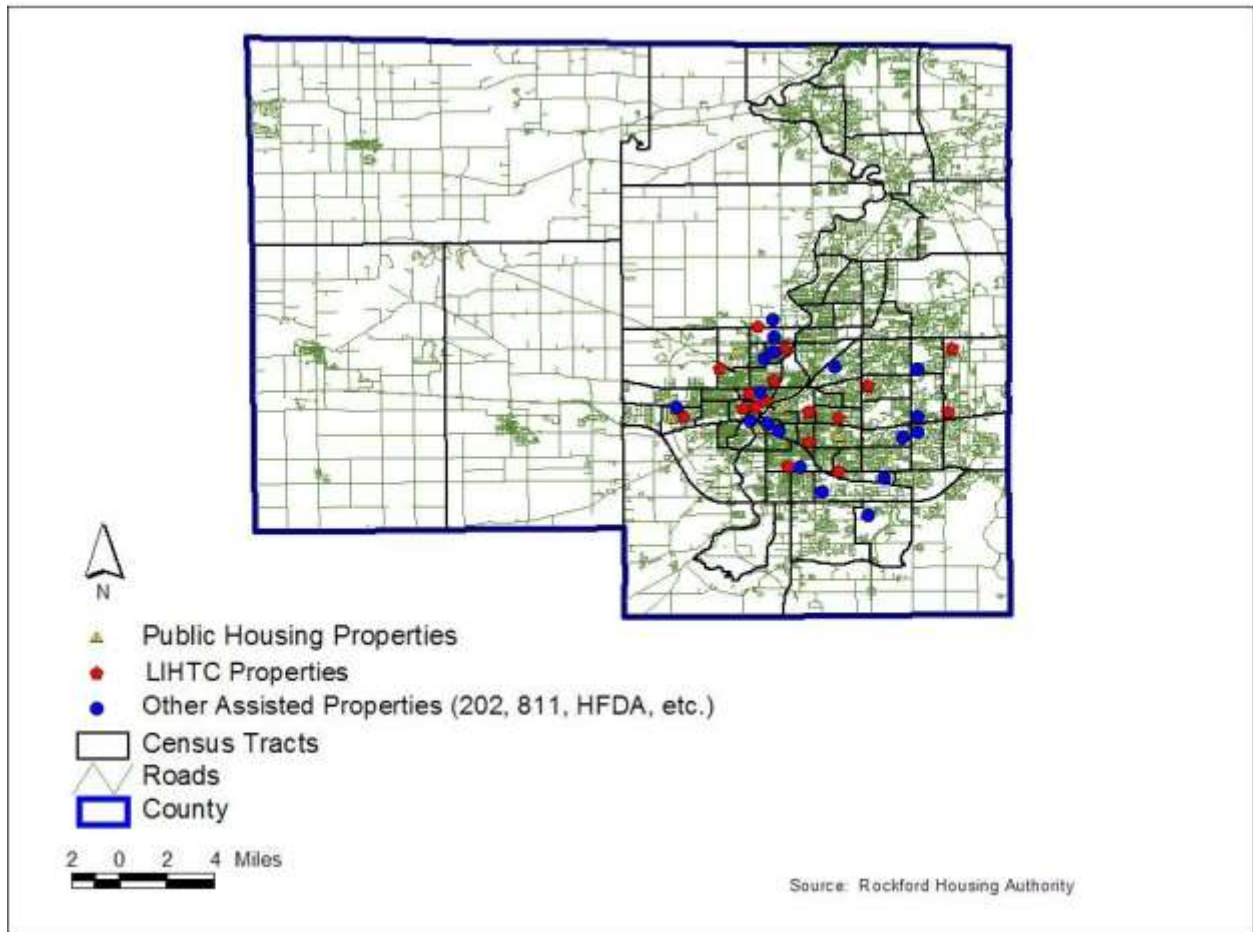 N
Public Housing Properties
LIHTC Properties
Other Assisted Properties (202, 811, HFDA, etc.)
Census Tracts
Roads
County
2 0 2 4 Miles
Source: Rockford Housing Authority